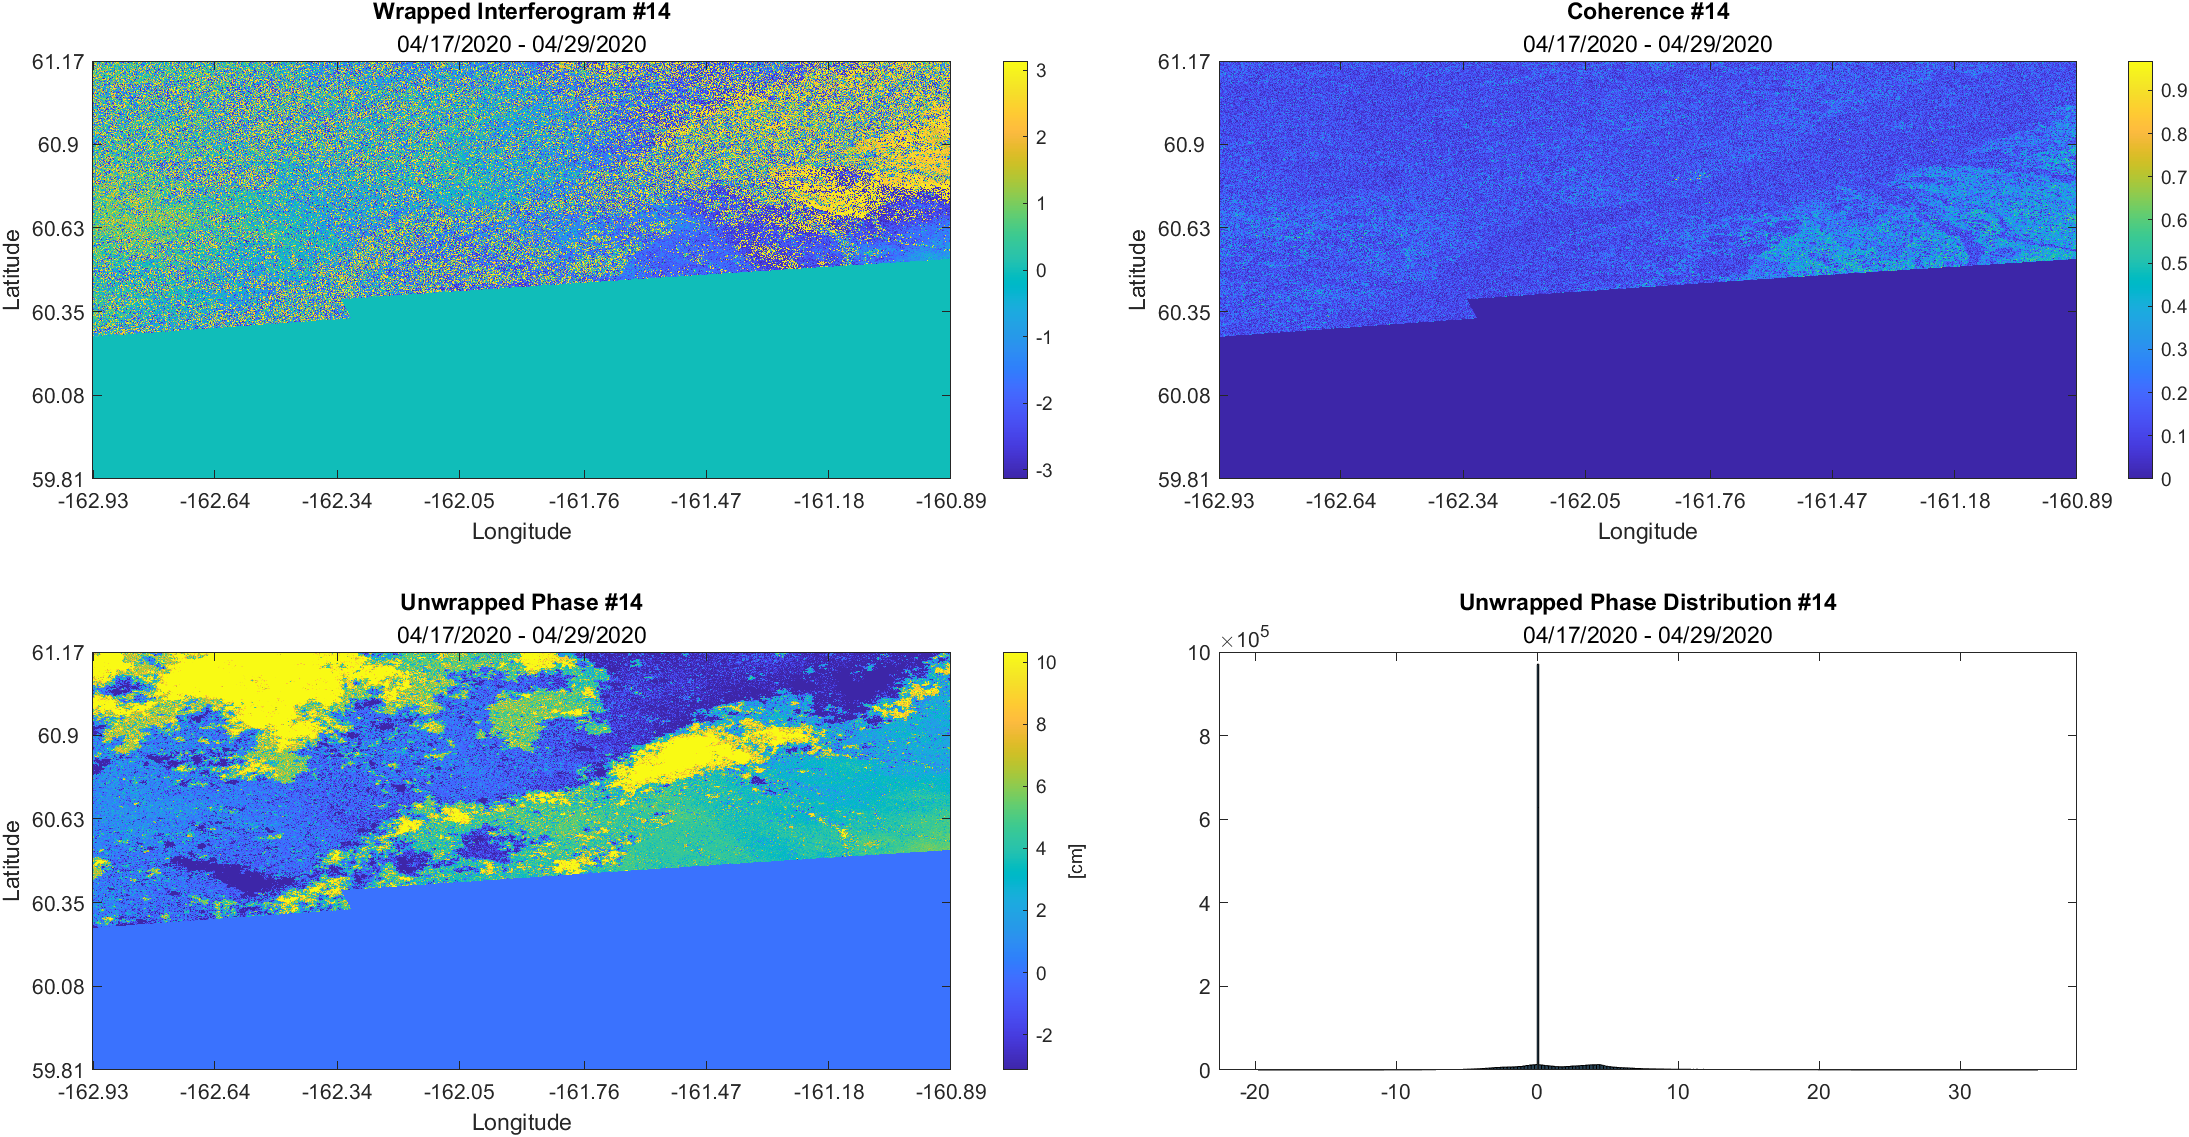 Wrapped Interferogram #14
04/17/2020 - 04/29/2020
61.17
60.9
60.63
60.35
60.08
59.81
Latitude
-162.93 -162.64 -162.34 -162.05 -161.76 -161.47 -161.18 -160.89
Longitude
3
2
1
0
-1
-2
-3
Coherence #14
04/17/2020 - 04/29/2020
61.17
60.9
60.63
60.35
60.08
59.81
Latitude
-162.93 -162.64 -162.34 -162.05 -161.76 -161.47 -161.18 -160.89
Longitude
0.9
0.8
0.7
0.6
0.5
0.4
0.3
0.2
0.1
0
Unwrapped Phase #14
04/17/2020 - 04/29/2020
61.17
60.9
60.63
60.35
60.08
59.81
Latitude
-162.93 -162.64 -162.34 -162.05 -161.76 -161.47 -161.18 -160.89
Longitude
10
8
6
4
2
0
-2
[cm]
Unwrapped Phase Distribution #14
04/17/2020 - 04/29/2020
×10⁵
10
8
6
4
2
0
-20 -10 0 10 20 30